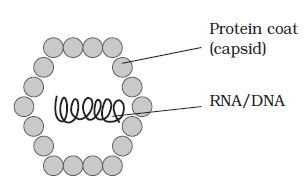 Protein coat
(capsid)
RNA/DNA